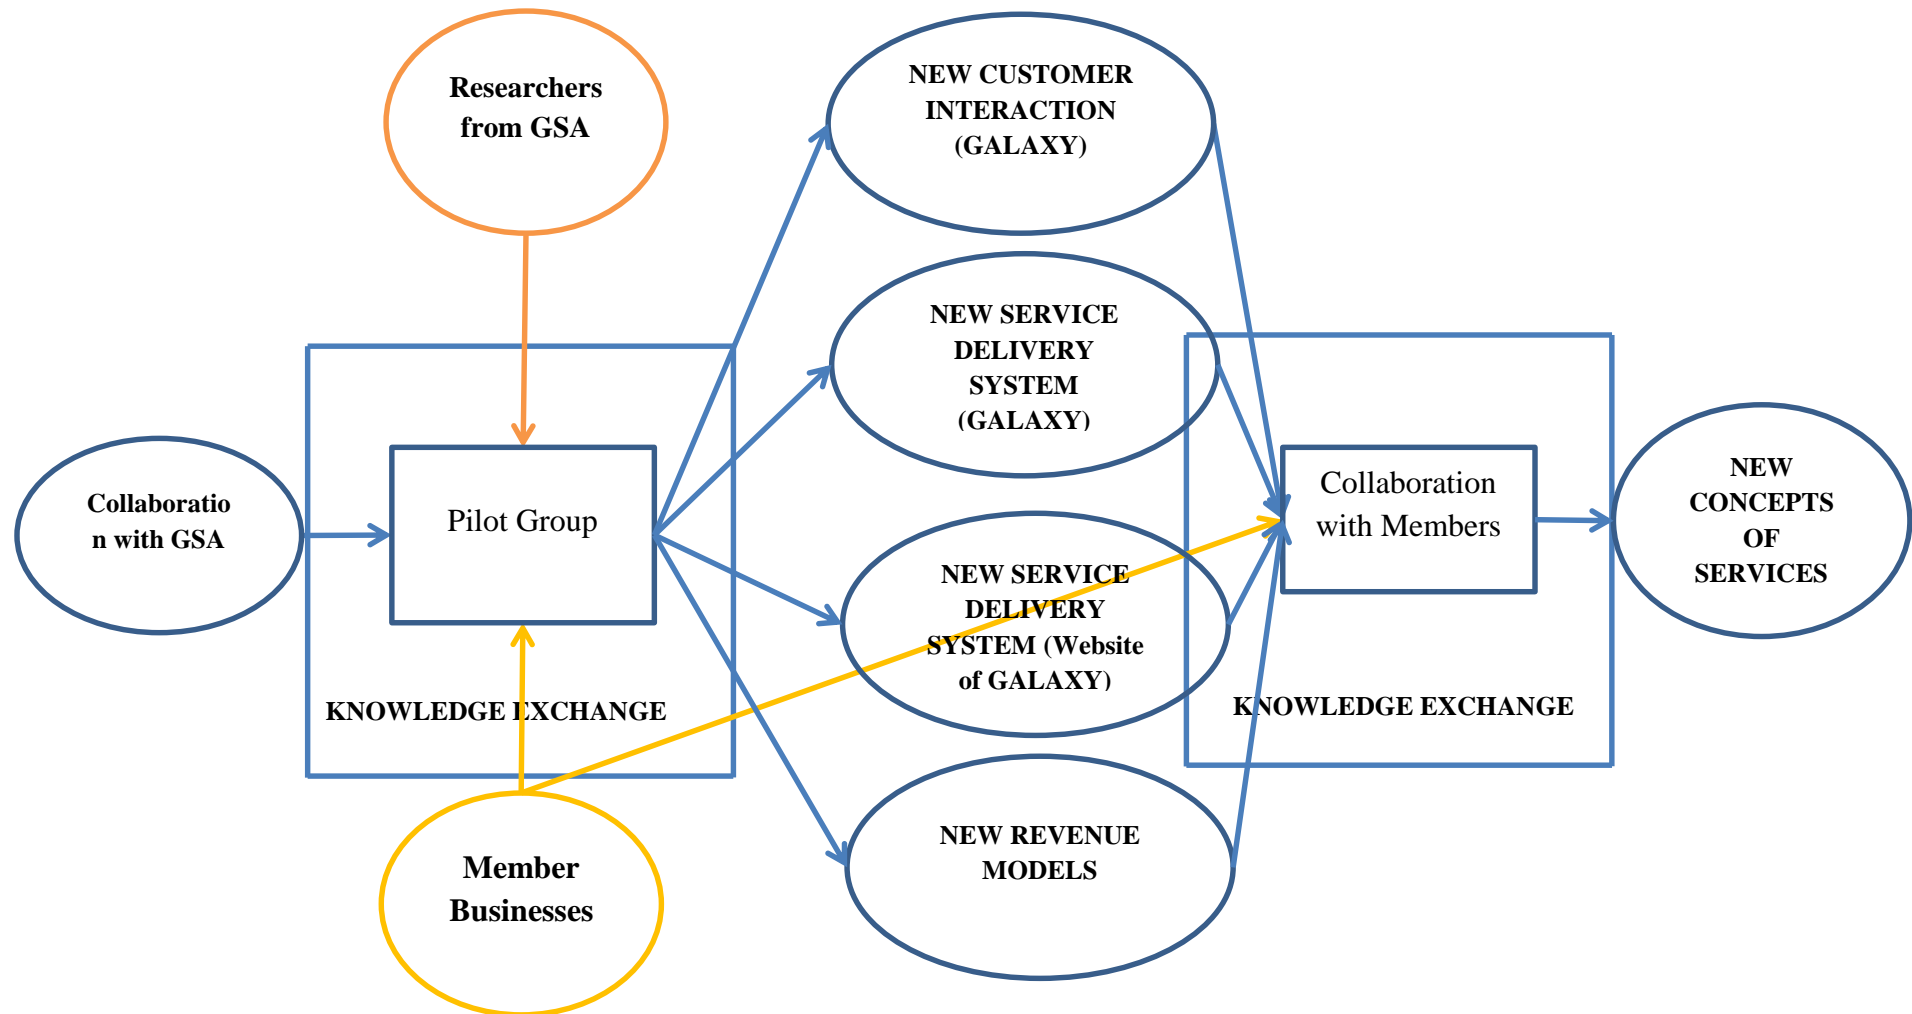 Researchers
from GSA
NEW CUSTOMER
INTERACTION
(GALAXY)
NEW SERVICE
DELIVERY
SYSTEM
(GALAXY)
Collaboratio
n with GSA
Pilot Group
KNOWLEDGE EXCHANGE
Member
Businesses
NEW SERVICE
DELIVERY
SYSTEM (Website
of GALAXY)
NEW REVENUE
MODELS
Collaboration
with Members
KNOWLEDGE EXCHANGE
NEW
CONCEPTS
OF
SERVICES